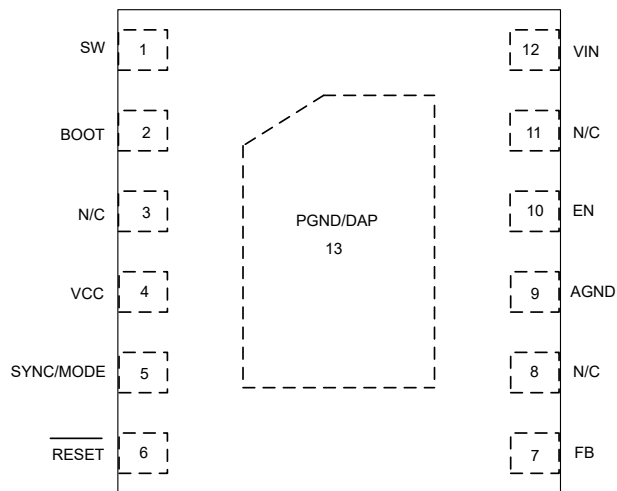 SW 1 12 VIN
BOOT 2 11 N/C
N/C 3 10 EN
PGND/DAP
13
VCC 4 9 AGND
SYNC/MODE 5 8 N/C
RESET 6 7 FB